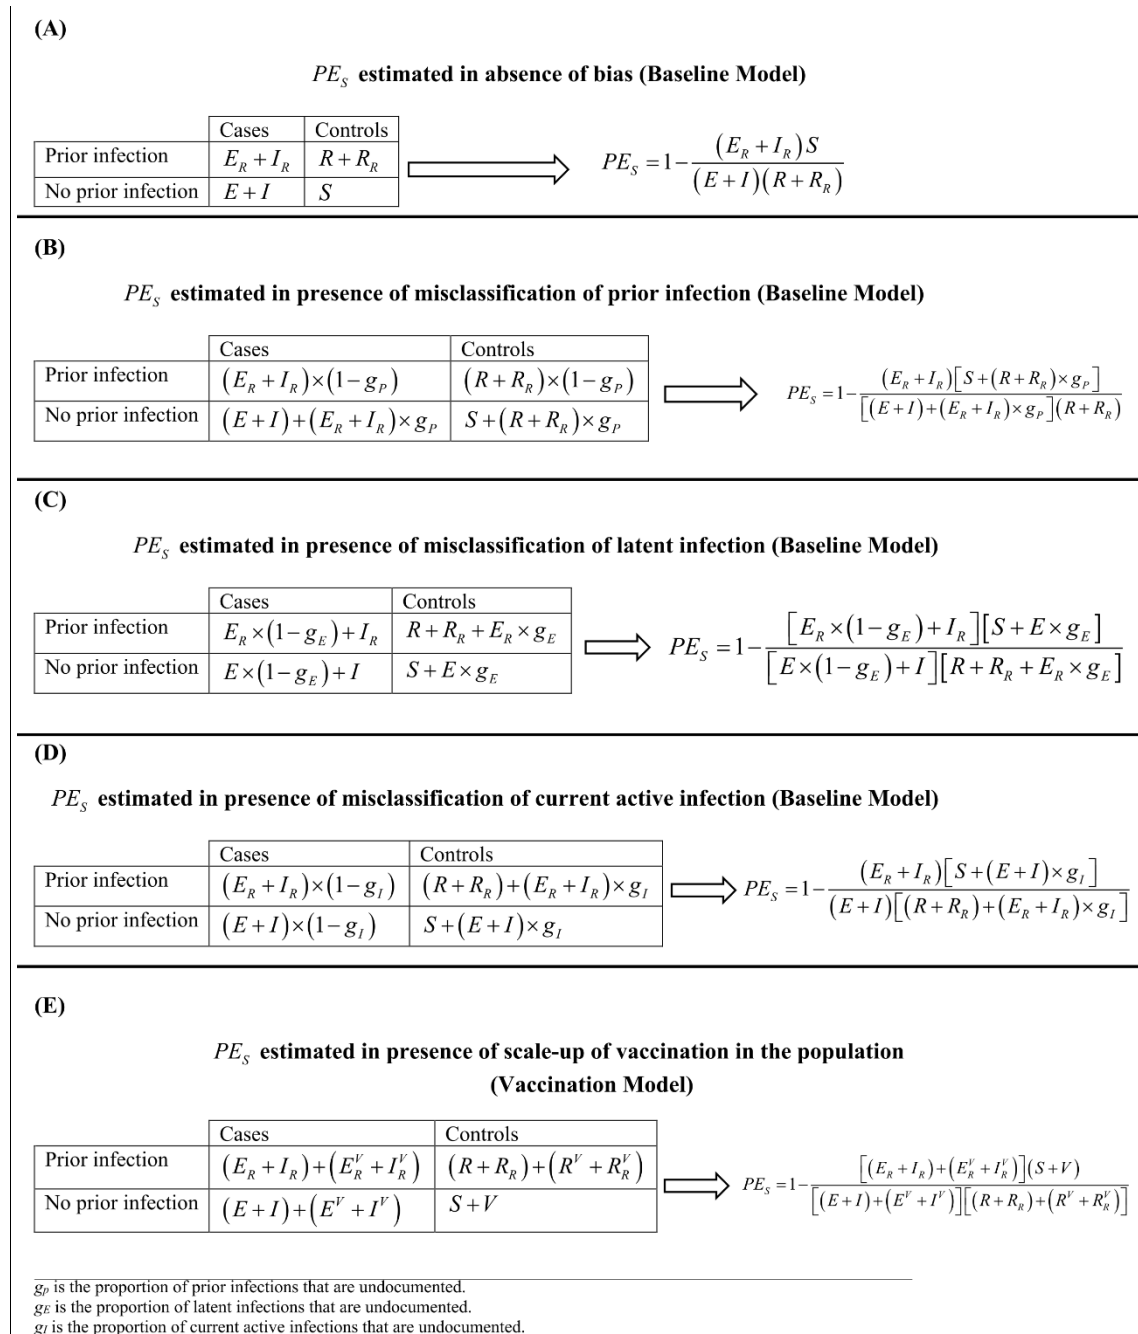 (A)
PE_S estimated in absence of bias (Baseline Model)
Cases Controls
Prior infection E_R + I_R R + R_R
No prior infection E + I S
PE_S = 1 − (E_R + I_R) S / (E + I)(R + R_R)
(B)
PE_S estimated in presence of misclassification of prior infection (Baseline Model)
Cases Controls
Prior infection (E_R + I_R)×(1 − g_P) (R + R_R)×(1 − g_P)
No prior infection (E + I) + (E_R + I_R)× g_P S + (R + R_R)× g_P
PE_S = 1 − (E_R + I_R)[S + (R + R_R)× g_P] / [(E + I) + (E_R + I_R)× g_P](R + R_R)
(C)
PE_S estimated in presence of misclassification of latent infection (Baseline Model)
Cases Controls
Prior infection E_R ×(1 − g_E) + I_R R + R_R + E_R × g_E
No prior infection E ×(1 − g_E) + I S + E × g_E
PE_S = 1 − [E_R ×(1 − g_E) + I_R][S + E × g_E] / [E ×(1 − g_E) + I][R + R_R + E_R × g_E]
(D)
PE_S estimated in presence of misclassification of current active infection (Baseline Model)
Cases Controls
Prior infection (E_R + I_R)×(1 − g_I) (R + R_R) + (E_R + I_R)× g_I
No prior infection (E + I)×(1 − g_I) S + (E + I)× g_I
PE_S = 1 − (E_R + I_R)[S + (E + I)× g_I] / (E + I)[(R + R_R) + (E_R + I_R)× g_I]
(E)
PE_S estimated in presence of scale-up of vaccination in the population
(Vaccination Model)
Cases Controls
Prior infection (E_R + I_R) + (E_R^V + I_R^V) (R + R_R) + (R^V + R_R^V)
No prior infection (E + I) + (E^V + I^V) S + V
PE_S = 1 − [(E_R + I_R) + (E_R^V + I_R^V)](S + V) / [(E + I) + (E^V + I^V)][(R + R_R) + (R^V + R_R^V)]
g_P is the proportion of prior infections that are undocumented.
g_E is the proportion of latent infections that are undocumented.
g_I is the proportion of current active infections that are undocumented.